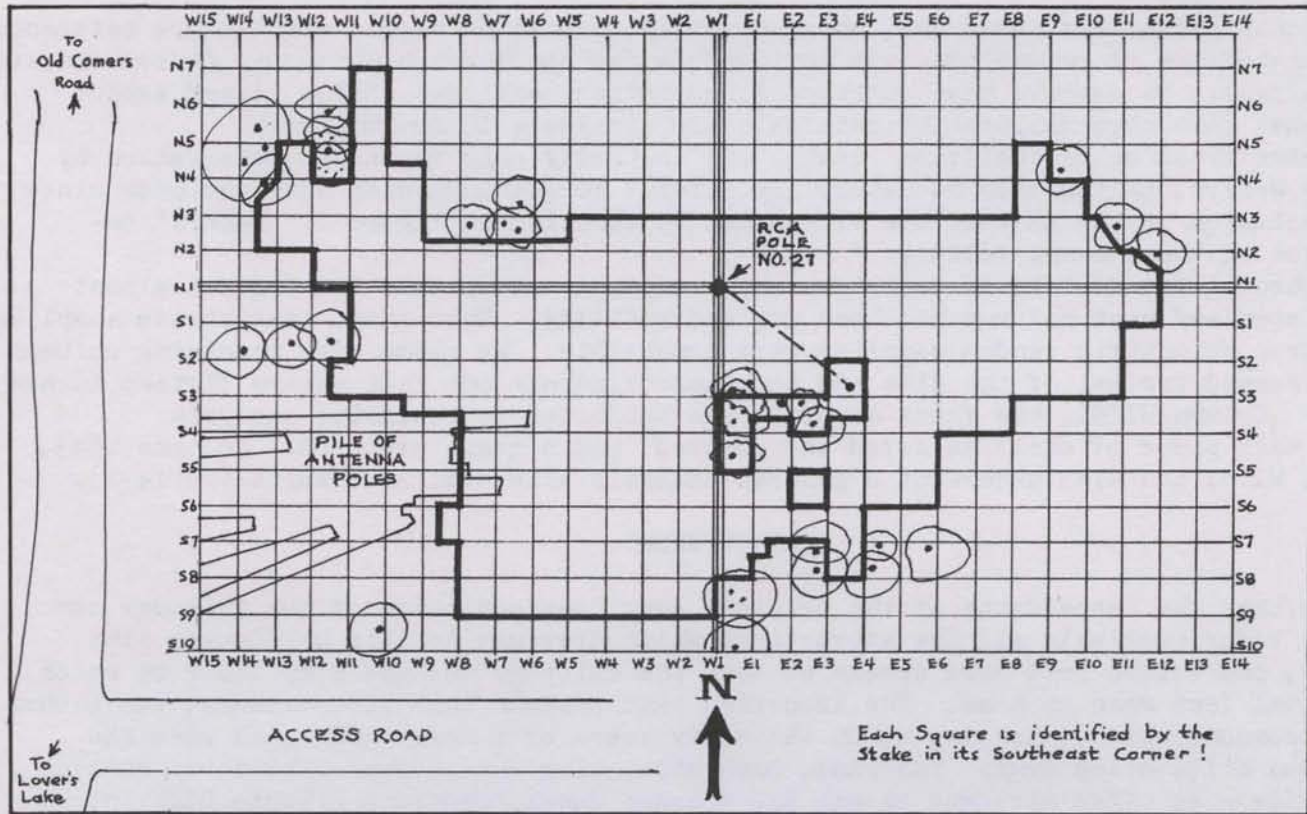 W15 W14 W13 W12 W11 W10 W9 W8 W7 W6 W5 W4 W3 W2 W1 E1 E2 E3 E4 E5 E6 E7 E8 E9 E10 E11 E12 E13 E14
To
Old Comers
Road
N7
N6
N5
N4
N3
N2
N1
S1
S2
S3
S4
S5
S6
S7
S8
S9
S10
RCA
POLE
NO. 27
PILE OF
ANTENNA
POLES
N7
N6
N5
N4
N3
N2
N1
S1
S2
S3
S4
S5
S6
S7
S8
S9
S10
W15 W14 W13 W12 W11 W10 W9 W8 W7 W6 W5 W4 W3 W2 W1 E1 E2 E3 E4 E5 E6 E7 E8 E9 E10 E11 E12 E13 E14
N
ACCESS ROAD
To
Lover's
Lake
Each Square is identified by the
Stake in its Southeast Corner!